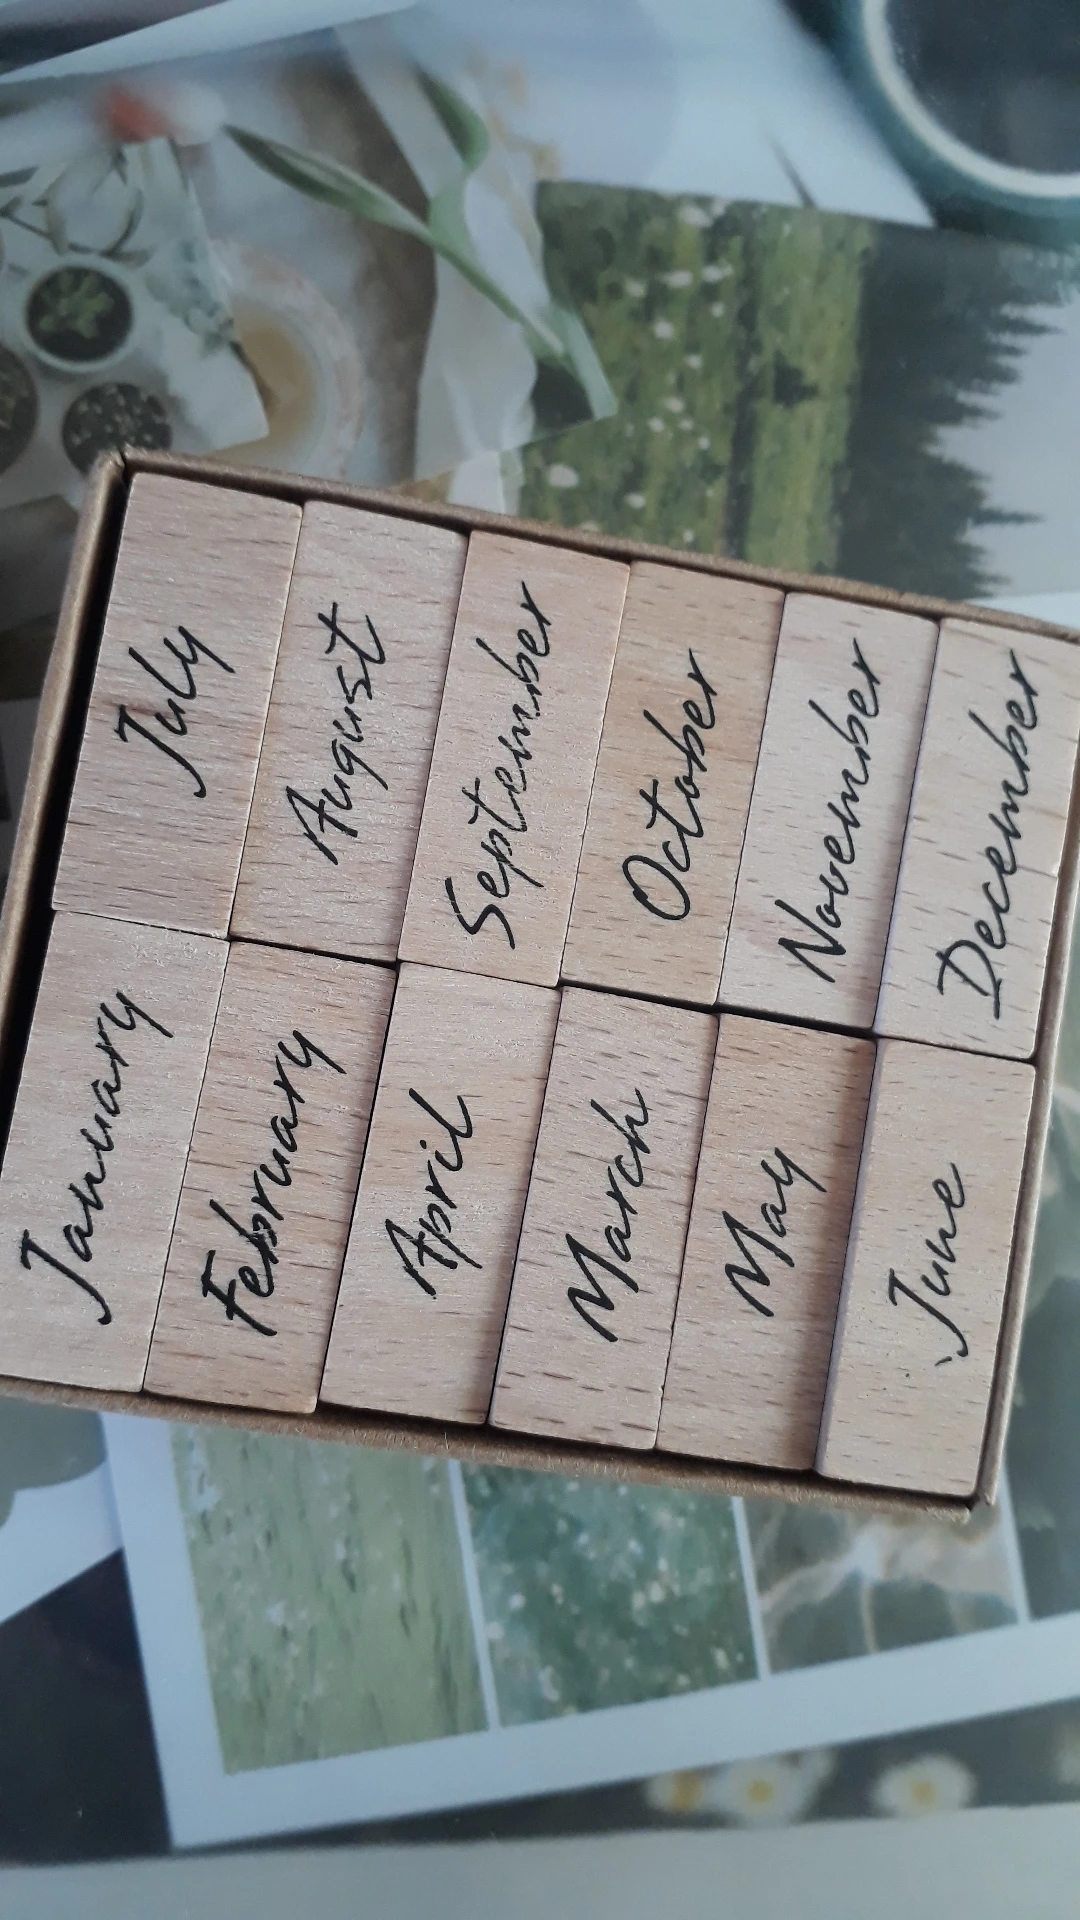 January
February
April
March
May
June
July
August
September
October
November
December